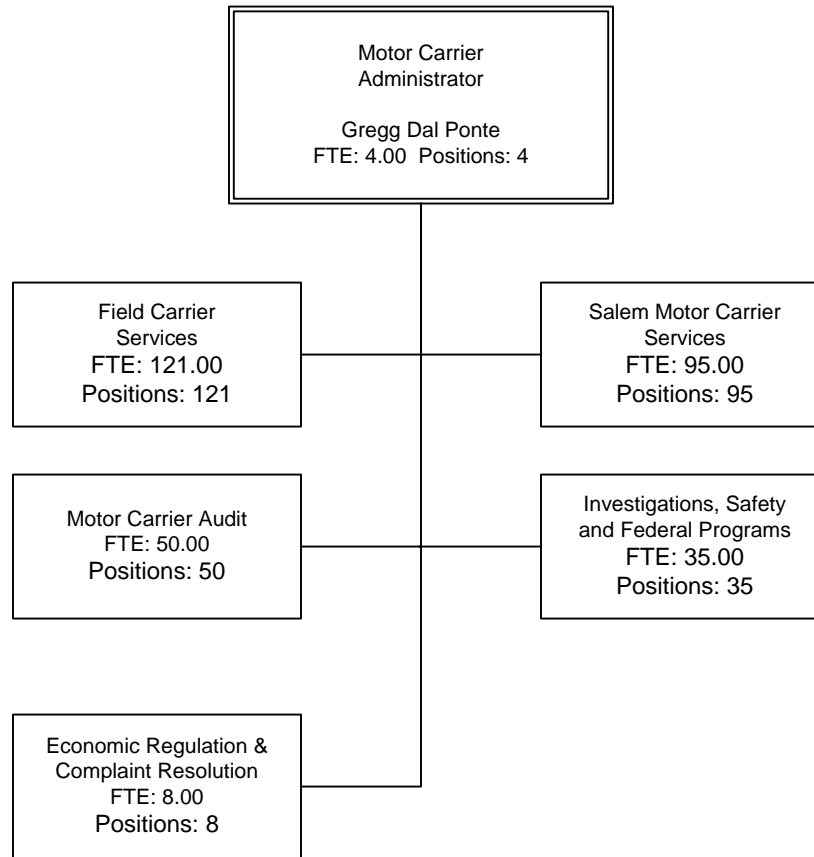 Motor Carrier
Administrator
Gregg Dal Ponte
FTE: 4.00 Positions: 4
Field Carrier
Services
FTE: 121.00
Positions: 121
Salem Motor Carrier
Services
FTE: 95.00
Positions: 95
Motor Carrier Audit
FTE: 50.00
Positions: 50
Investigations, Safety
and Federal Programs
FTE: 35.00
Positions: 35
Economic Regulation &
Complaint Resolution
FTE: 8.00
Positions: 8